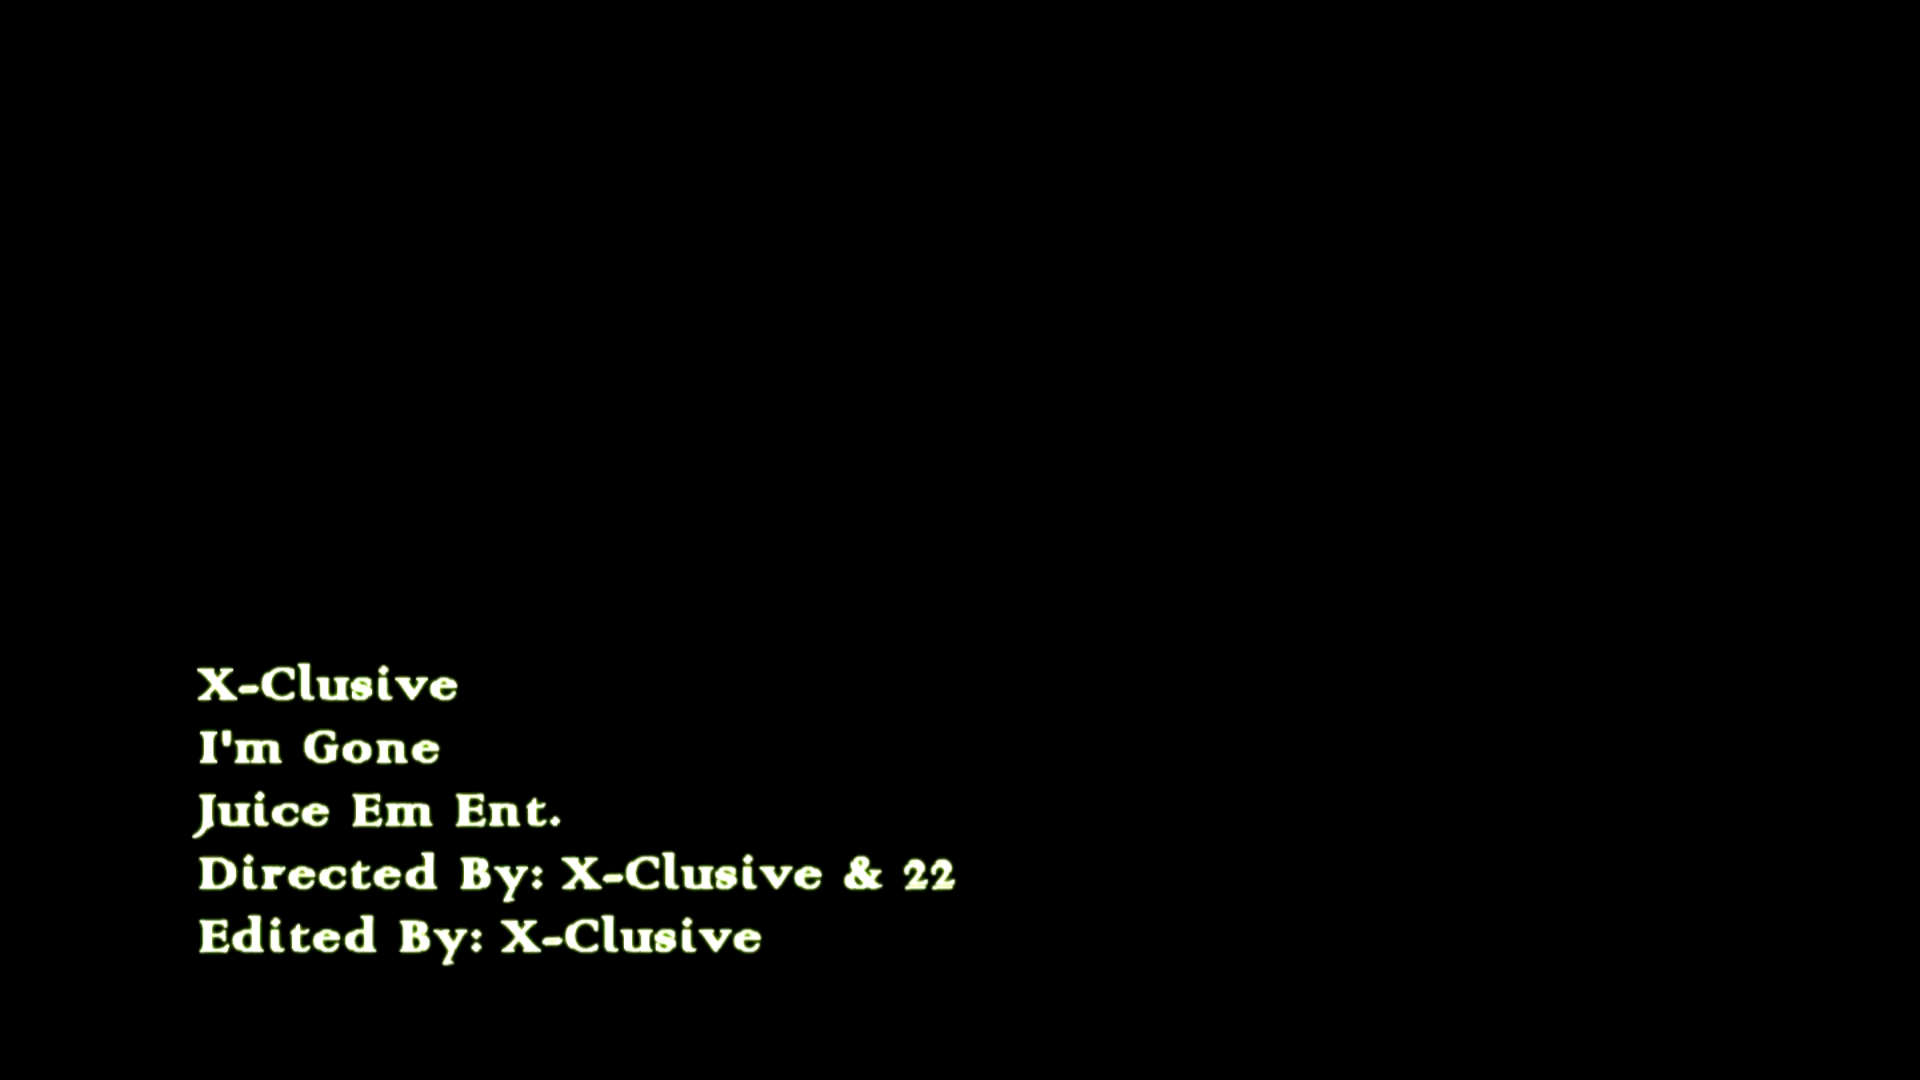 X-Clusive
I'm Gone
Juice Em Ent.
Directed By: X-Clusive & 22
Edited By: X-Clusive